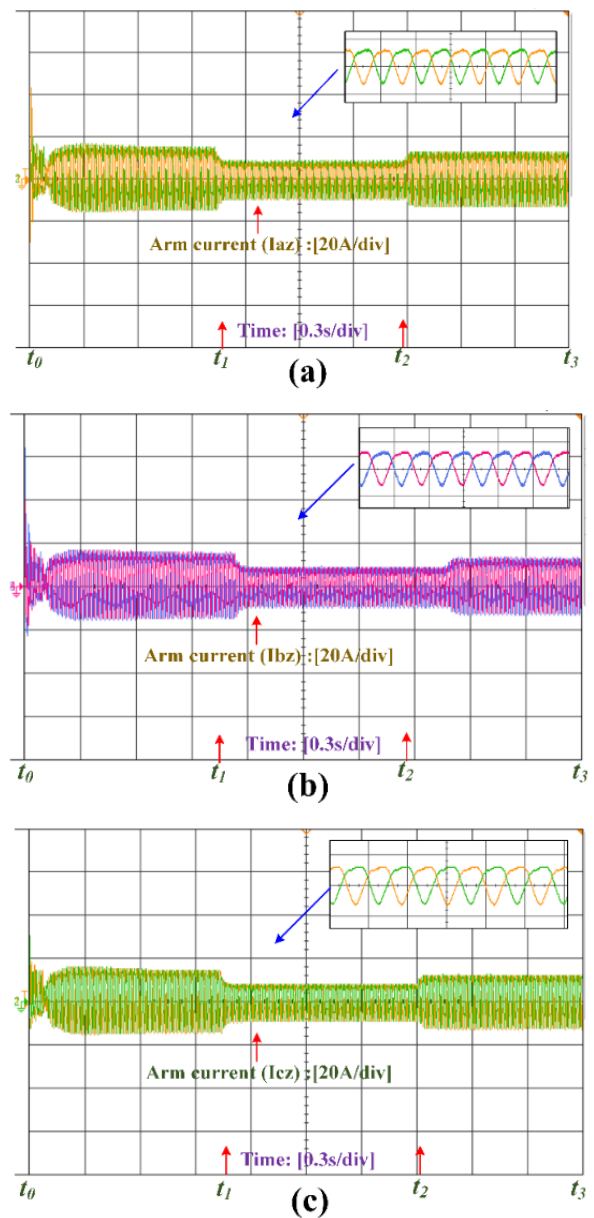 2
Arm current (Iaz) :[20A/div]
Time: [0.3s/div]
t0 t1 t2 t3
(a)
Arm current (Ibz) :[20A/div]
Time: [0.3s/div]
t0 t1 t2 t3
(b)
2
Arm current (Icz) :[20A/div]
Time: [0.3s/div]
t0 t1 t2 t3
(c)